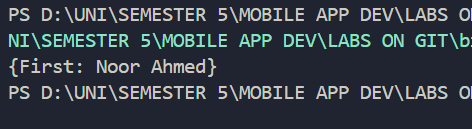 PS D:\UNI\SEMESTER 5\MOBILE APP DEV\LABS
NI\SEMESTER 5\MOBILE APP DEV\LABS ON GIT\
{First: Noor Ahmed}
PS D:\UNI\SEMESTER 5\MOBILE APP DEV\LABS